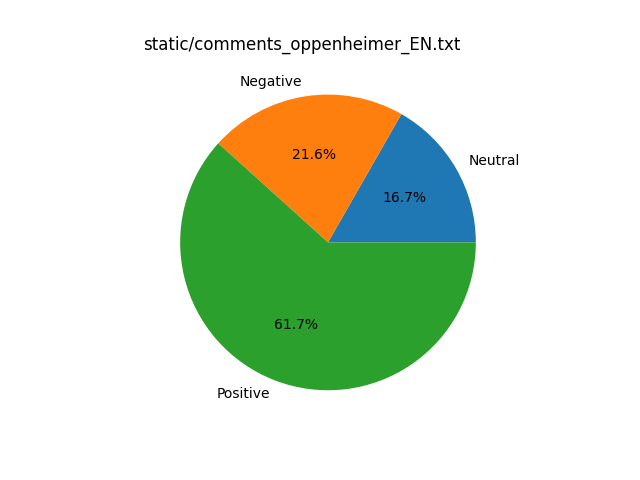 static/comments_oppenheimer_EN.txt
Negative
21.6%
Neutral
16.7%
61.7%
Positive